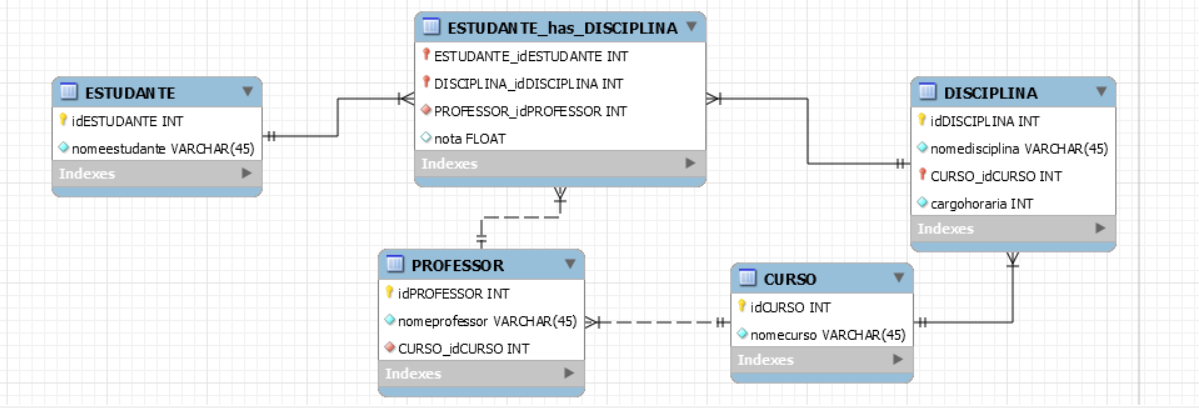 ESTUDANTE_has_DISCIPLINA
ESTUDANTE_idESTUDANTE INT
DISCIPLINA_idDISCIPLINA INT
PROFESSOR_idPROFESSOR INT
nota FLOAT
Indexes
ESTUDANTE
idESTUDANTE INT
nomeestudante VARCHAR(45)
Indexes
DISCIPLINA
idDISCIPLINA INT
nomedisciplina VARCHAR(45)
CURSO_idCURSO INT
cargohoraria INT
Indexes
PROFESSOR
idPROFESSOR INT
nomeprofessor VARCHAR(45)
CURSO_idCURSO INT
Indexes
CURSO
idCURSO INT
nomecurso VARCHAR(45)
Indexes